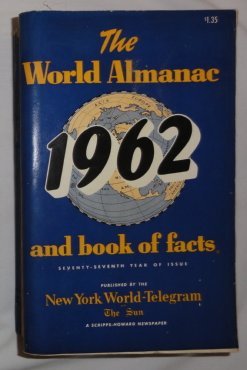 $1.35
The
World Almanac
1962
and book of facts
SEVENTY-SEVENTH YEAR OF ISSUE
PUBLISHED BY THE
New York World-Telegram
The Sun
A SCRIPPS-HOWARD NEWSPAPER